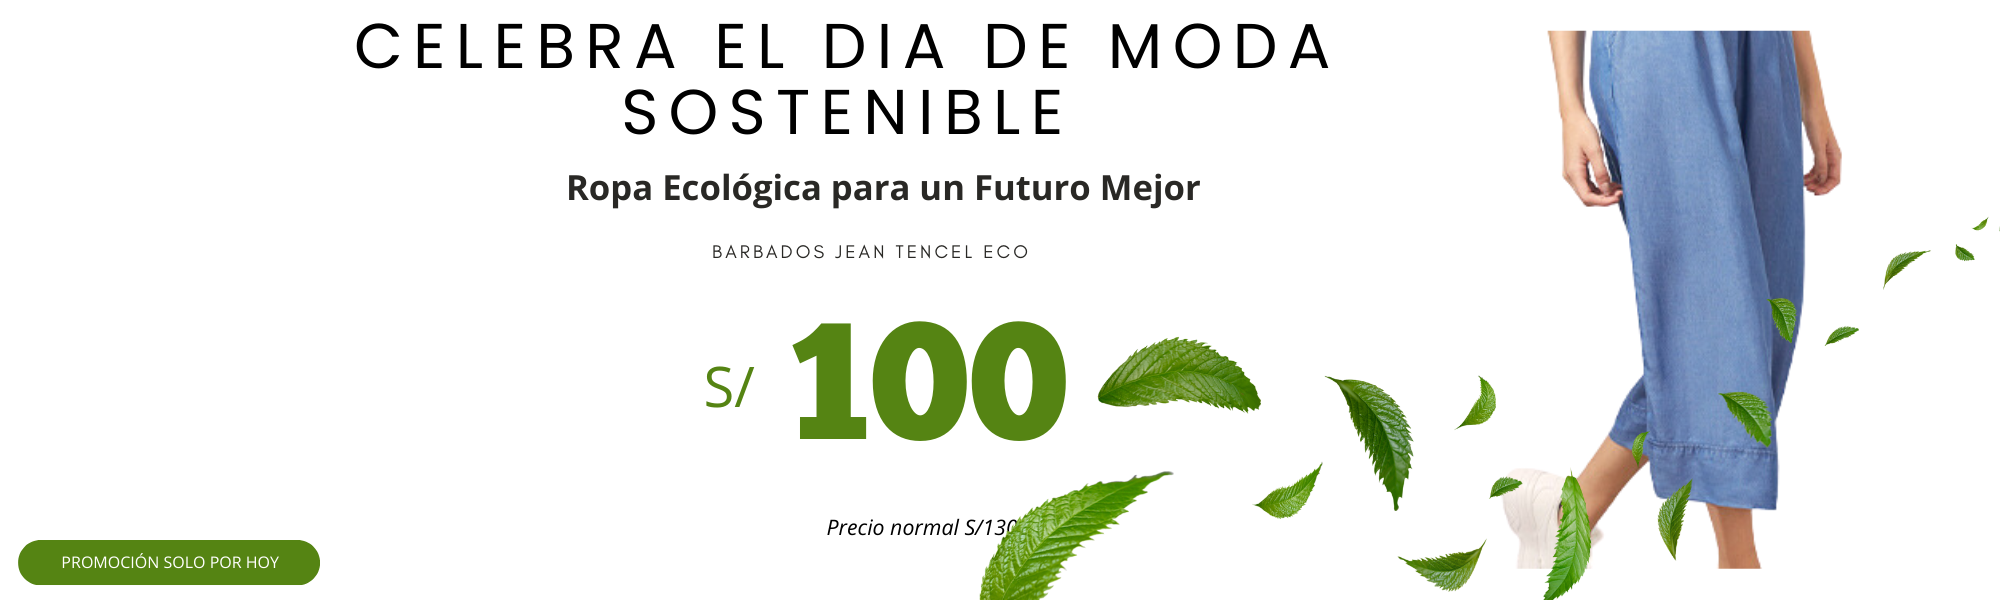 CELEBRA EL DIA DE MODA
SOSTENIBLE
Ropa Ecológica para un Futuro Mejor
BARBADOS JEAN TENCEL ECO
S/ 100
Precio normal S/130
PROMOCIÓN SOLO POR HOY